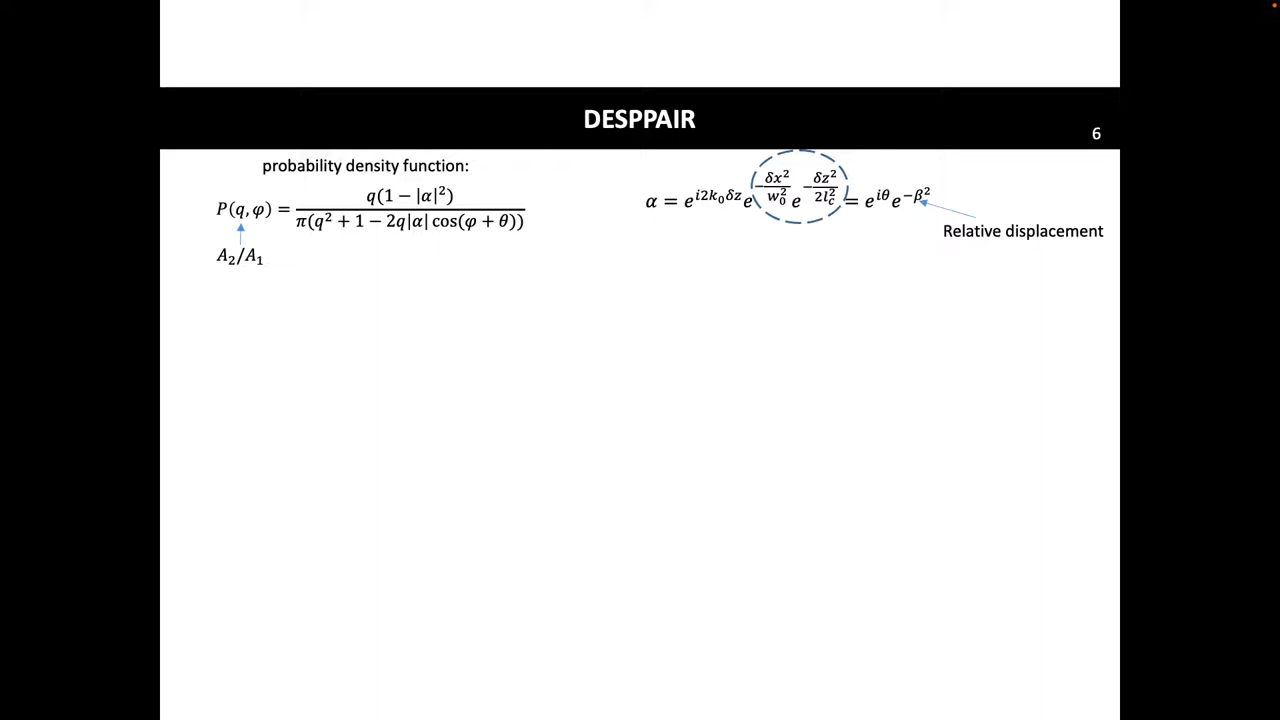 DESPPAIR
6
probability density function:
P(q, φ) = q(1 − |α|²) / π(q² + 1 − 2q|α| cos(φ + θ))
A₂/A₁
α = e^{i2k₀δz} e^{−δx²/w₀²} e^{−δz²/2l_c²} = e^{iθ} e^{−β²}
Relative displacement